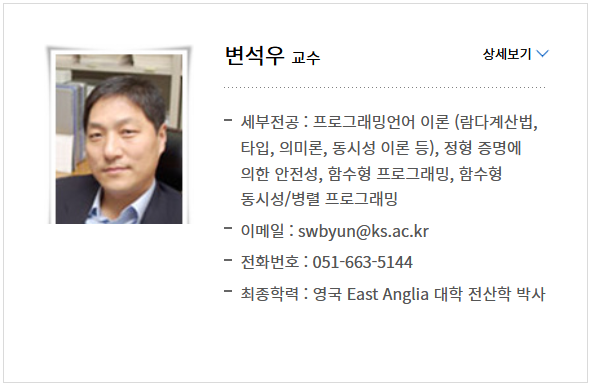 변석우 교수
상세보기
세부전공 : 프로그래밍언어 이론 (람다계산법,
타입, 의미론, 동시성 이론 등), 정형 증명에
의한 안전성, 함수형 프로그래밍, 함수형
동시성/병렬 프로그래밍
이메일 : swbyun@ks.ac.kr
전화번호 : 051-663-5144
최종학력 : 영국 East Anglia 대학 전산학 박사